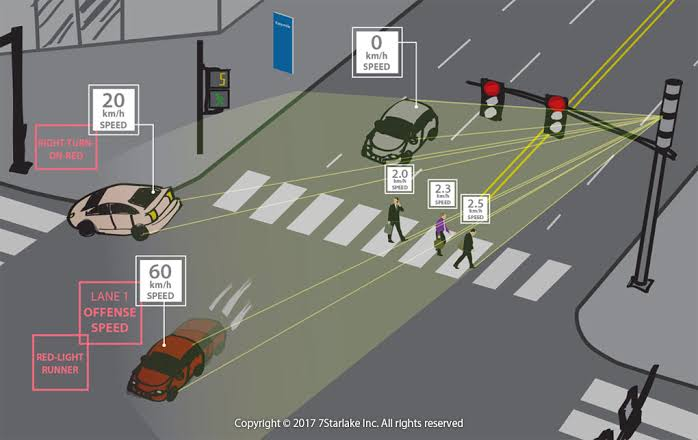 0
km/h
SPEED
20
km/h
SPEED
5
RIGHT-TURN-
ON-RED
2.0
km/h
SPEED
2.3
km/h
SPEED
2.5
km/h
SPEED
60
km/h
SPEED
LANE 1
OFFENSE
SPEED
RED-LIGHT
RUNNER
Copyright © 2017 7Starlake Inc. All rights reserved